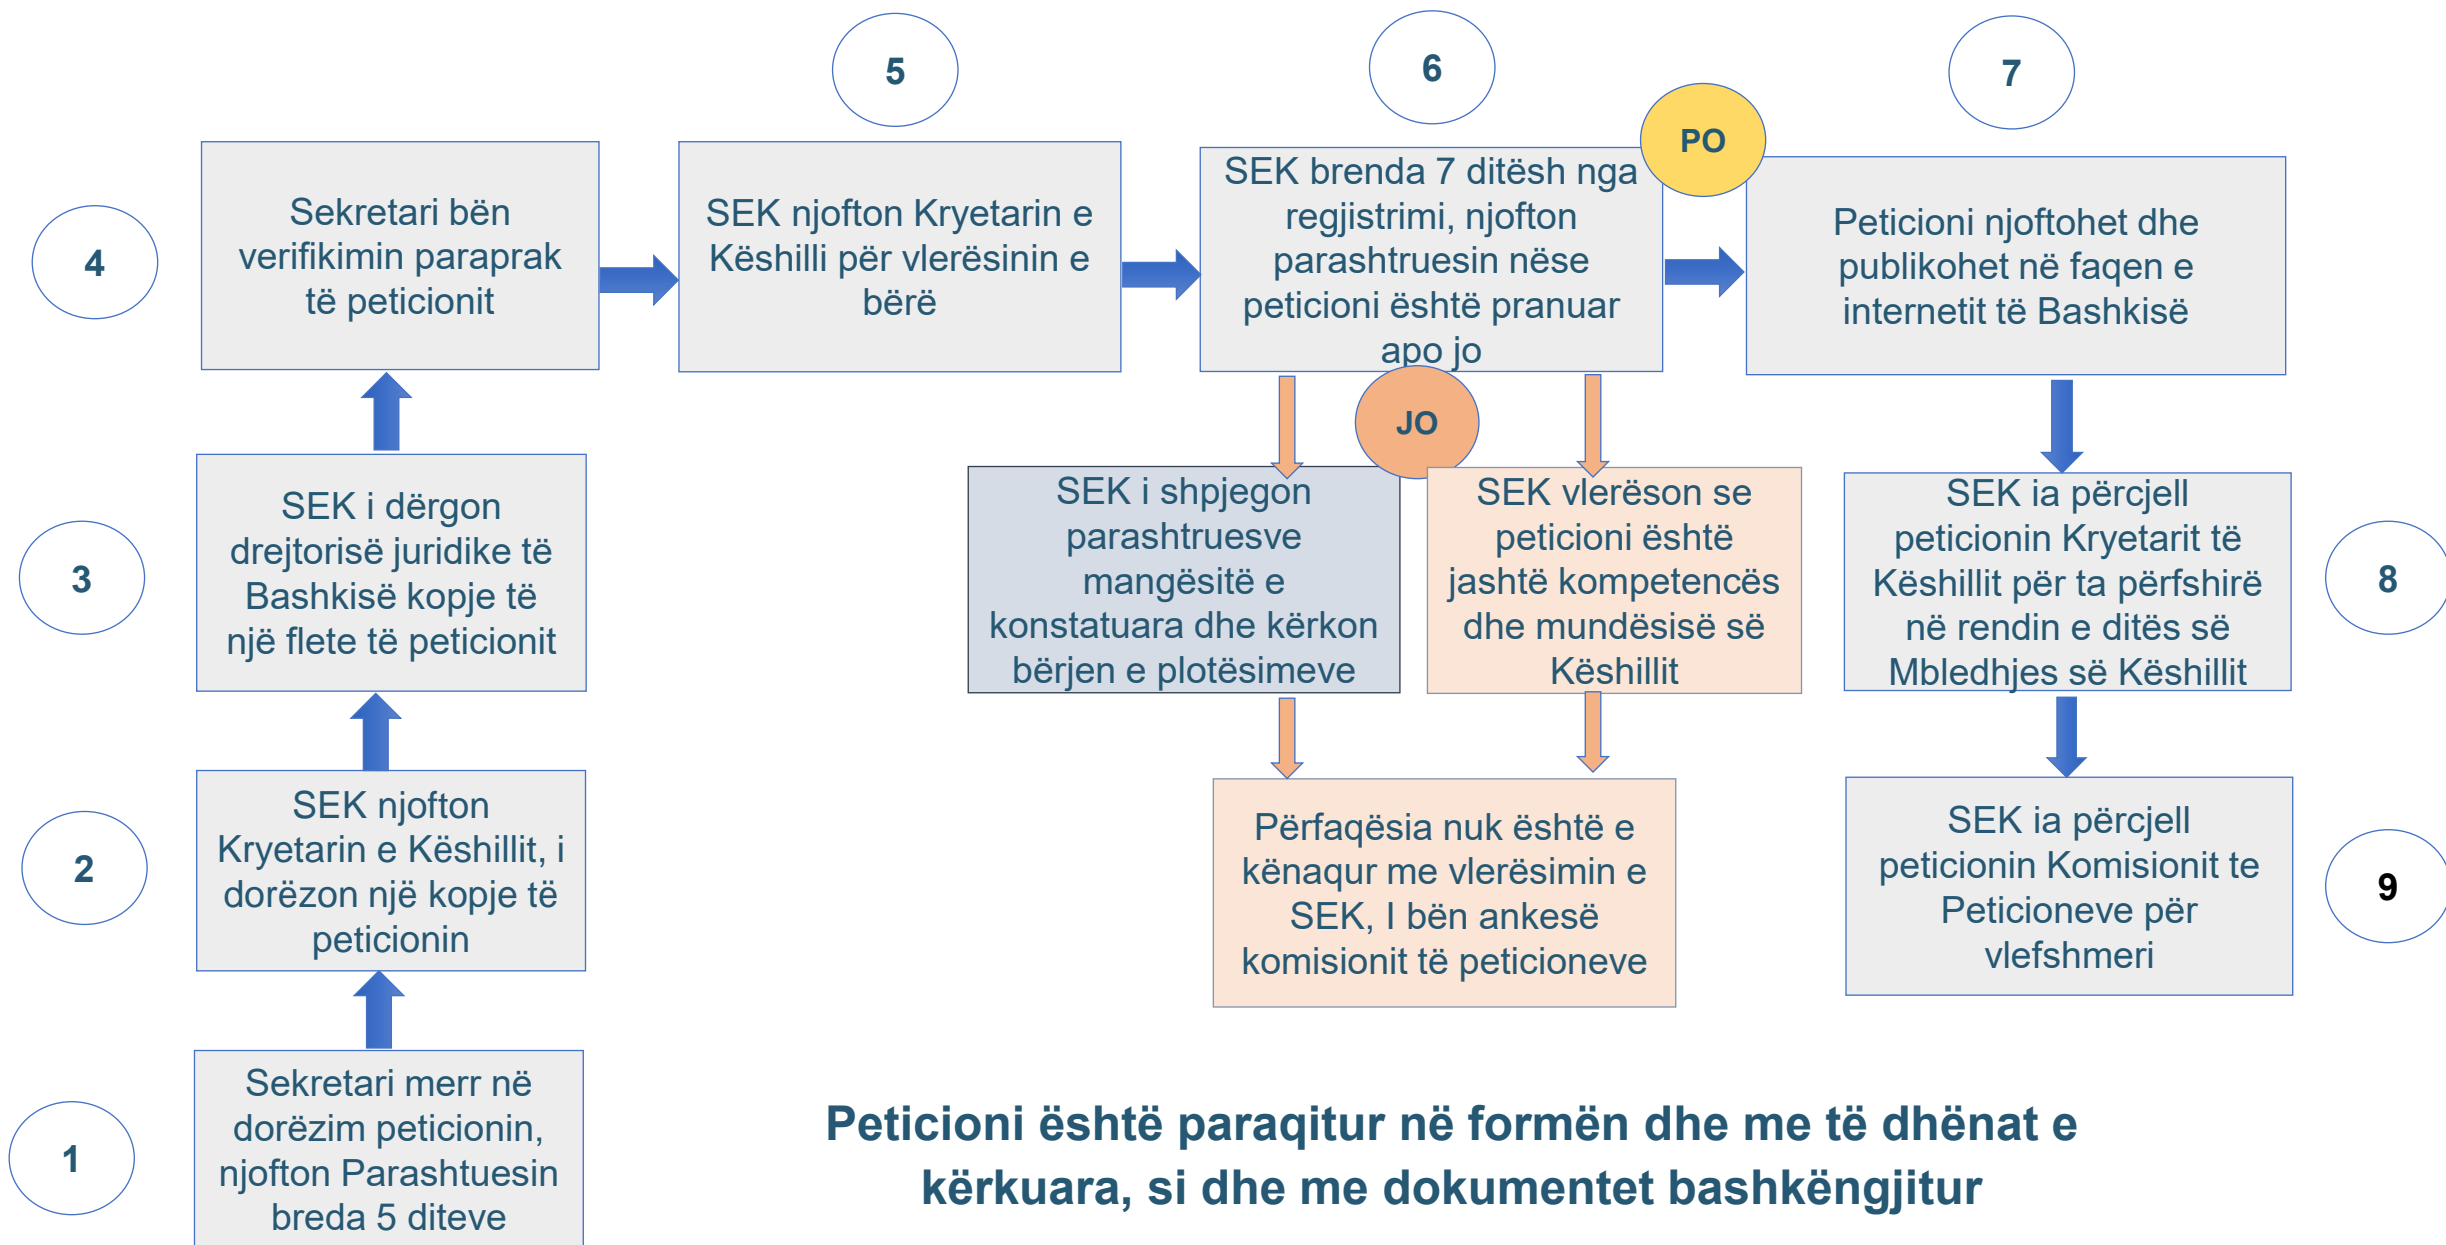 5
6
7
PO
4
Sekretari bën
verifikimin paraprak
të peticionit
SEK njofton Kryetarin e
Këshilli për vlerësinin e
bërë
SEK brenda 7 ditësh nga
regjistrimi, njofton
parashtruesin nëse
peticioni është pranuar
apo jo
Peticioni njoftohet dhe
publikohet në faqen e
internetit të Bashkisë
JO
3
SEK i dërgon
drejtorisë juridike të
Bashkisë kopje të
një flete të peticionit
SEK i shpjegon
parashtruesve
mangësitë e
konstatuara dhe kërkon
bërjen e plotësimeve
SEK vlerëson se
peticioni është
jashtë kompetencës
dhe mundësisë së
Këshillit
SEK ia përcjell
peticionin Kryetarit të
Këshillit për ta përfshirë
në rendin e ditës së
Mbledhjes së Këshillit
8
2
SEK njofton
Kryetarin e Këshillit, i
dorëzon një kopje të
peticionin
Përfaqësia nuk është e
kënaqur me vlerësimin e
SEK, I bën ankesë
komisionit të peticioneve
SEK ia përcjell
peticionin Komisionit te
Peticioneve për
vlefshmeri
9
1
Sekretari merr në
dorëzim peticionin,
njofton Parashtuesin
breda 5 diteve
Peticioni është paraqitur në formën dhe me të dhënat e
kërkuara, si dhe me dokumentet bashkëngjitur